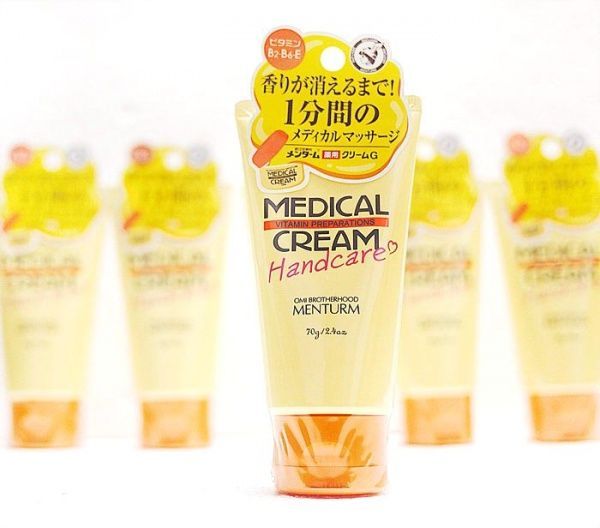 ビタミン
B2·B6·E
香りが消えるまで!
1分間の
メディカルマッサージ
メンターム 薬用 クリームG
MEDICAL
CREAM
MEDICAL
VITAMIN PREPARATIONS
CREAM
Handcare
OMI BROTHERHOOD
MENTURM
70g/2.4oz